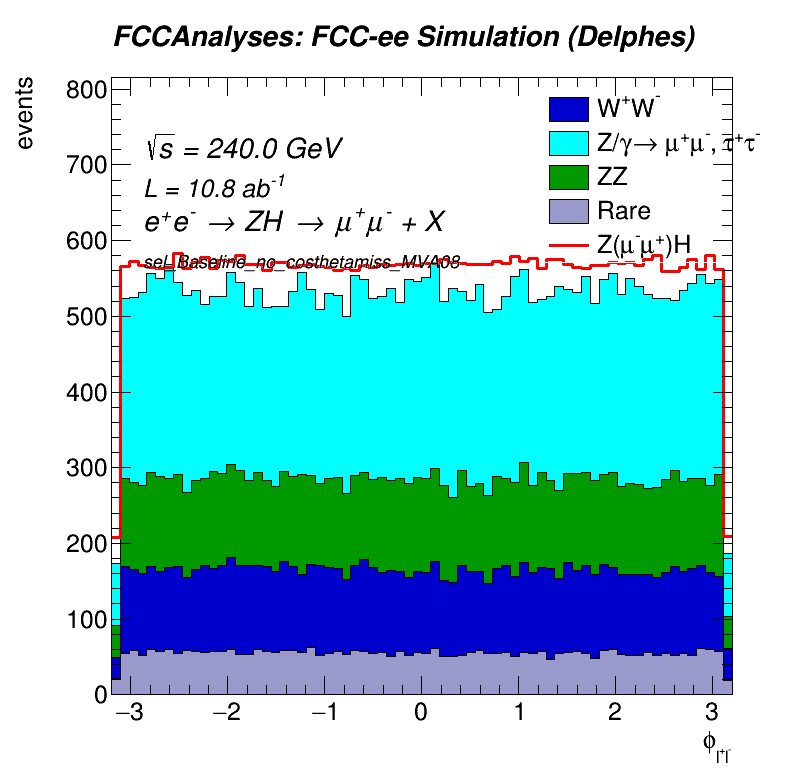 FCCAnalyses: FCC-ee Simulation (Delphes)
events
800
700
600
500
400
300
200
100
0
√s = 240.0 GeV
L = 10.8 ab⁻¹
e⁺e⁻ → ZH → μ⁺μ⁻ + X
sel_Baseline_no_costhetamiss_MVA08
W⁺W⁻
Z/γ→ μ⁺μ⁻, τ⁺τ⁻
ZZ
Rare
Z(μ⁻μ⁺)H
−3 −2 −1 0 1 2 3
ϕ_l⁺l⁻